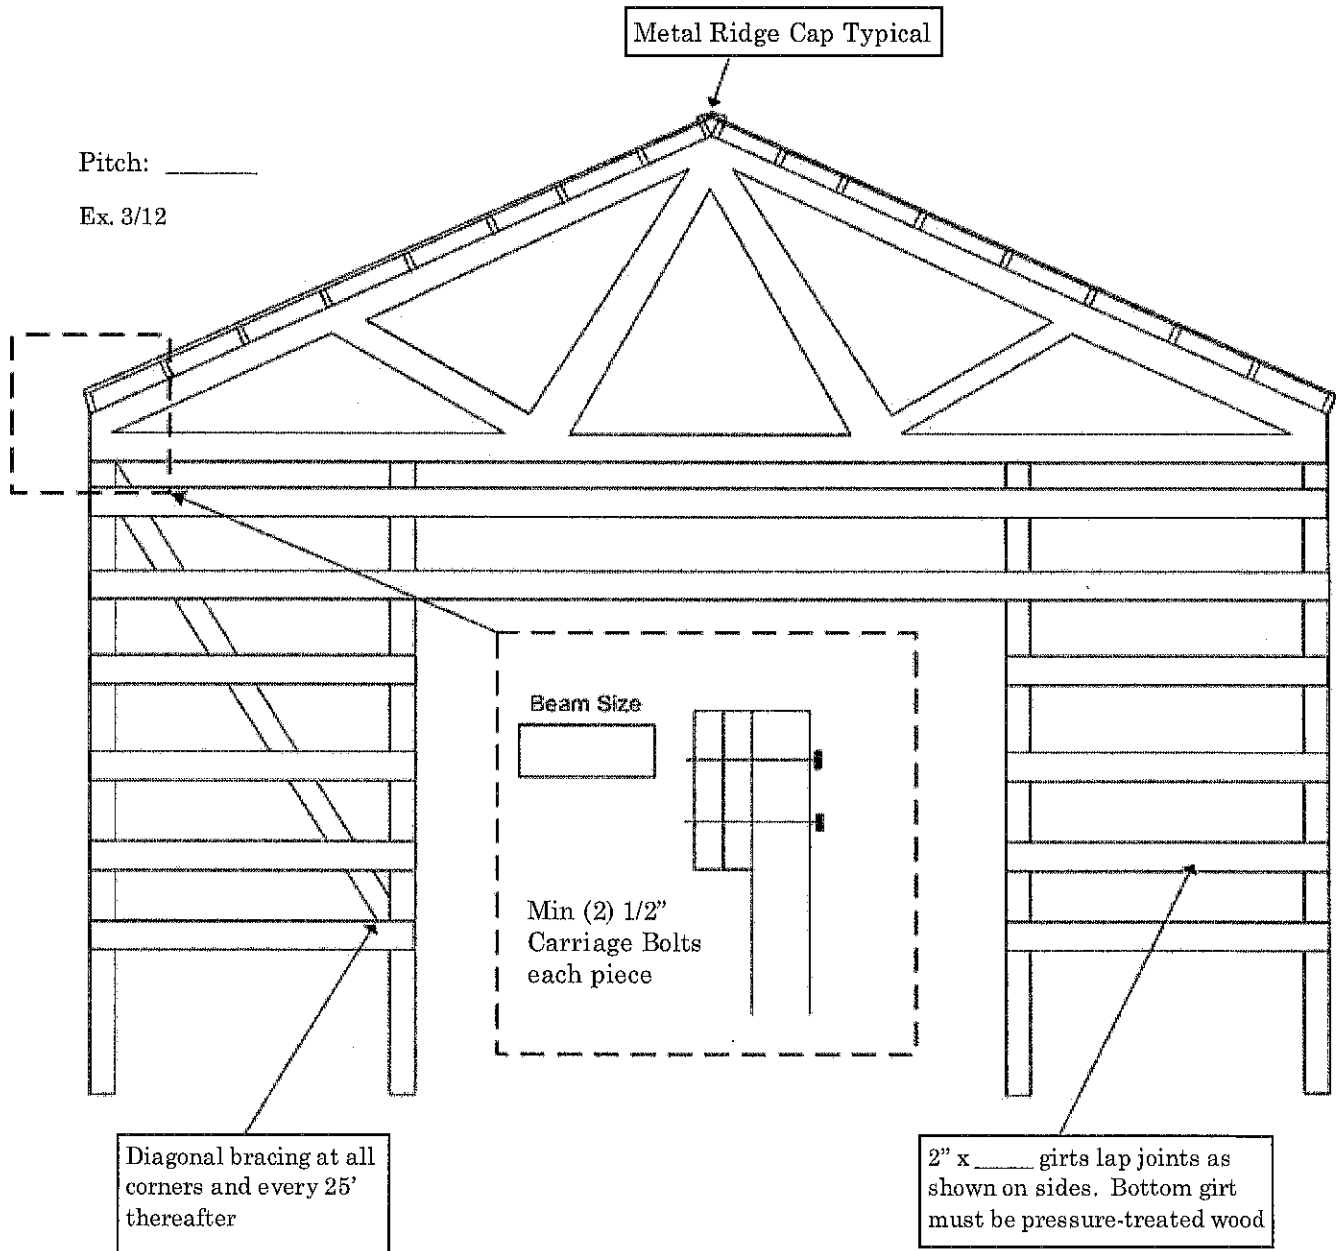 Metal Ridge Cap Typical
Pitch: ______
Ex. 3/12
Beam Size
Min (2) 1/2”
Carriage Bolts
each piece
Diagonal bracing at all
corners and every 25’
thereafter
2” x ____ girts lap joints as
shown on sides. Bottom girt
must be pressure-treated wood